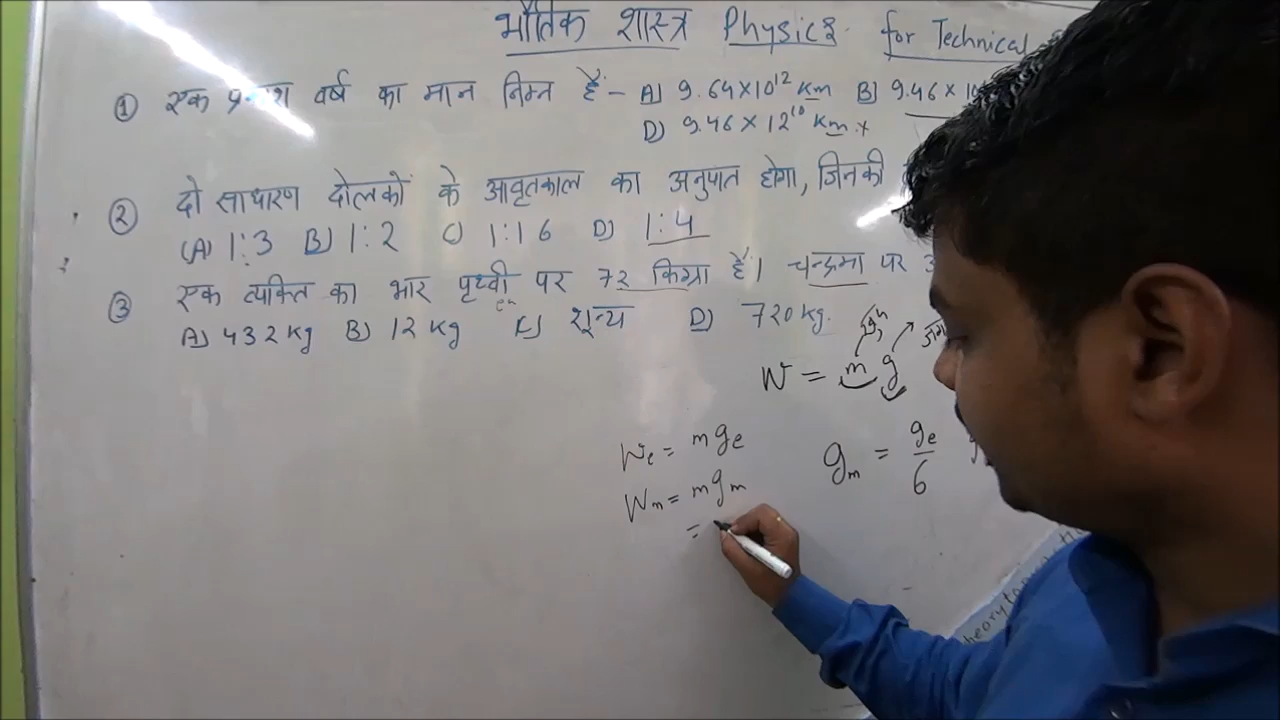 भौतिक शास्त्र Physics for Technical
① एक प्रकाश वर्ष का मान निम्न हैं - A) 9.64×10¹² Km B) 9.46×10
D) 9.46×12¹⁰ Km
② दो साधारण दोलकों के आवृतकाल का अनुपात होगा, जिनकी
(A) 1:3 B) 1:2 C) 1:16 D) 1:4
③ एक व्यक्ति का भार पृथ्वी पर 72 किग्रा हैं। चन्द्रमा पर
A) 432 kg B) 12 kg C) शून्य D) 720 kg.
W = mg
We = mge
gm = ge/6
Wm = mgm
=